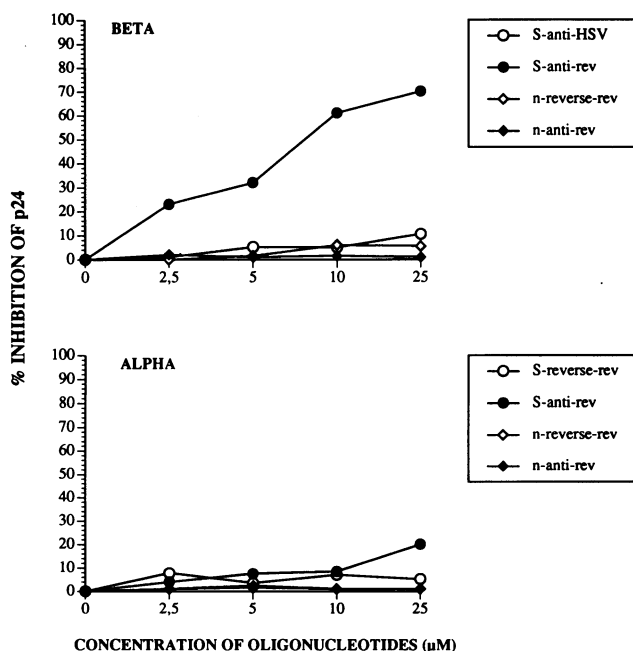 % INHIBITION OF p24
BETA
100
90
80
70
60
50
40
30
20
10
0
0 2,5 5 10 25
S-anti-HSV
S-anti-rev
n-reverse-rev
n-anti-rev
ALPHA
100
90
80
70
60
50
40
30
20
10
0
0 2,5 5 10 25
S-reverse-rev
S-anti-rev
n-reverse-rev
n-anti-rev
CONCENTRATION OF OLIGONUCLEOTIDES (µM)